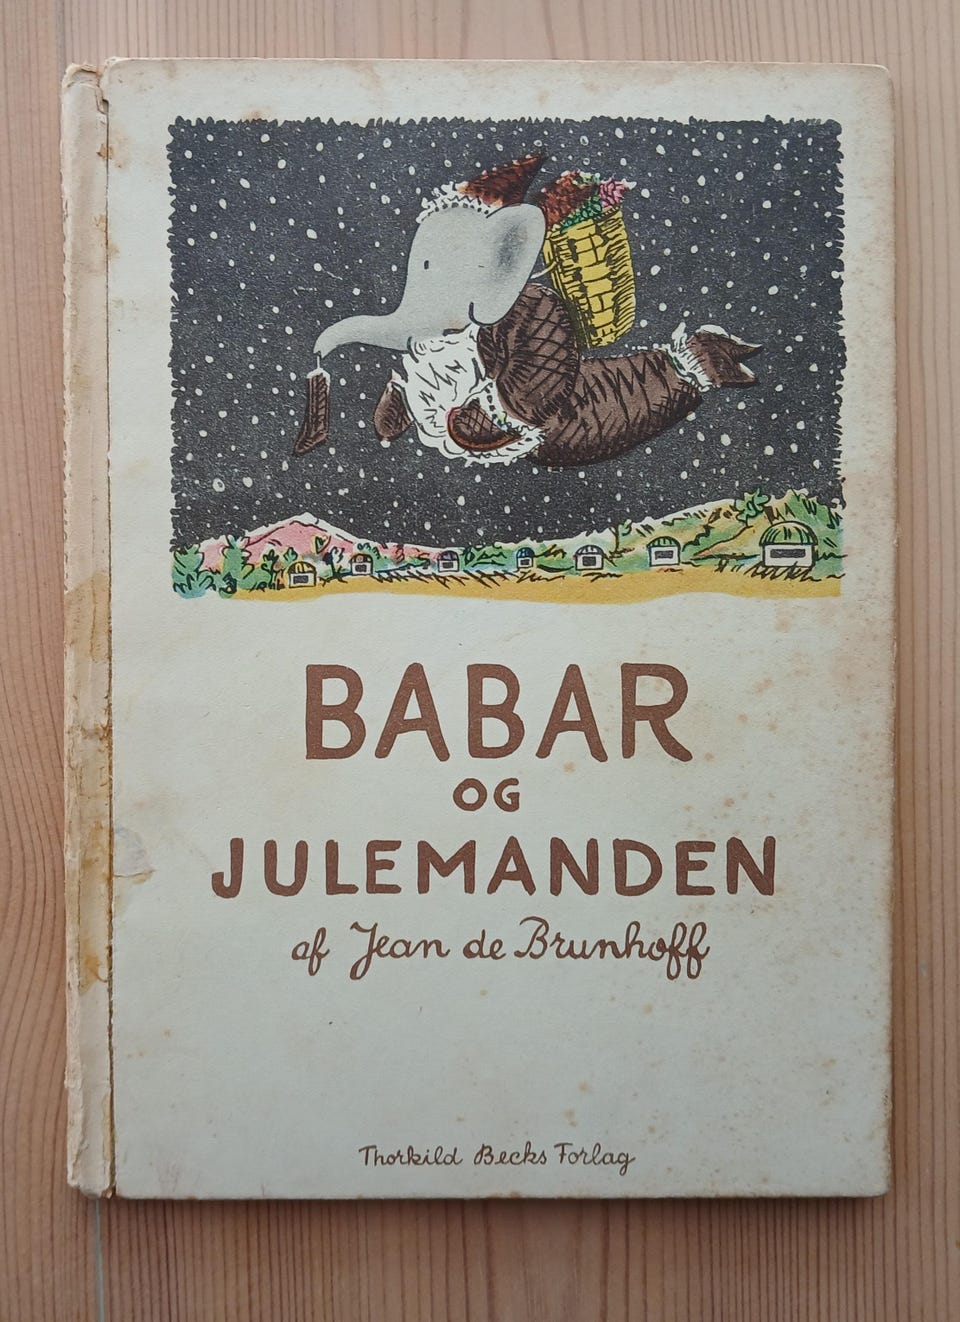 BABAR
OG
JULEMANDEN
af Jean de Brunhoff
Thorkild Becks Forlag